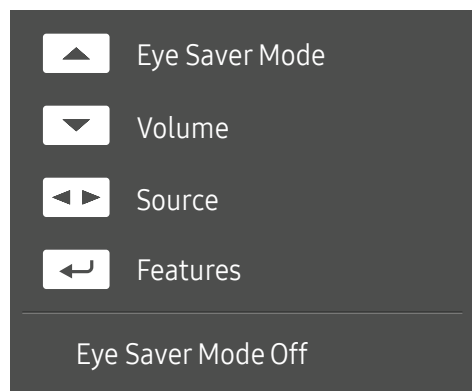 Eye Saver Mode
Volume
Source
Features
Eye Saver Mode Off